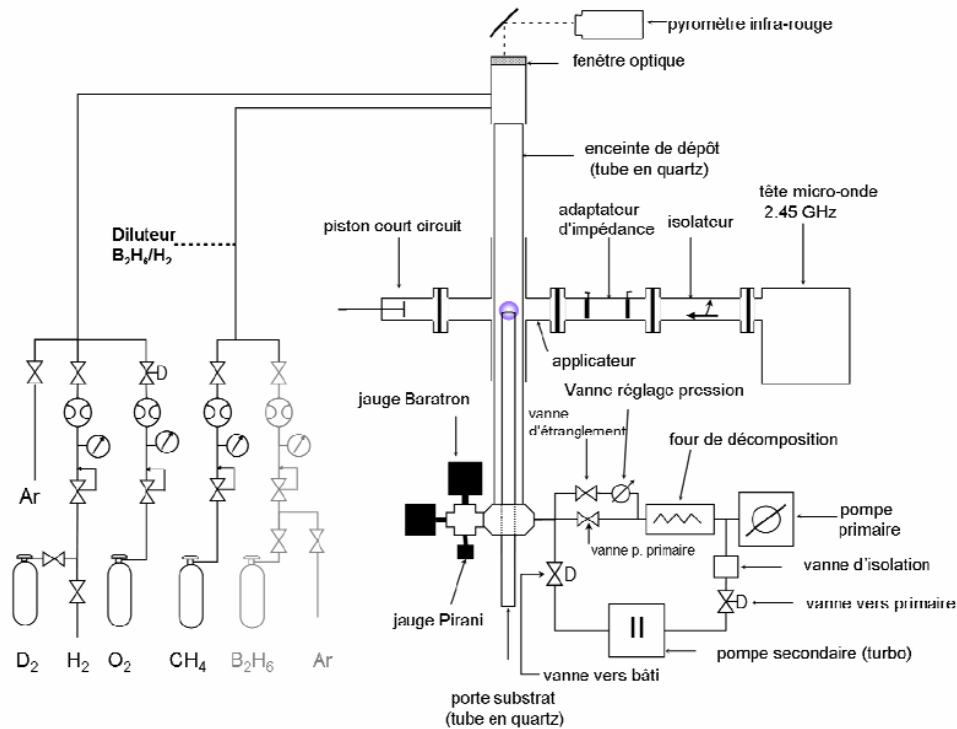 pyromètre infra-rouge
fenêtre optique
enceinte de dépôt
(tube en quartz)
tête micro-onde
2.45 GHz
adaptateur
d'impédance
isolateur
piston court circuit
Diluteur
B₂H₆/H₂
applicateur
Vanne réglage pression
jauge Baratron
vanne
d'étranglement
four de décomposition
D
Ar
pompe
primaire
vanne p. primaire
vanne d'isolation
D
D
vanne vers primaire
jauge Pirani
D₂
H₂
O₂
CH₄
B₂H₆
Ar
pompe secondaire (turbo)
vanne vers bâti
porte substrat
(tube en quartz)